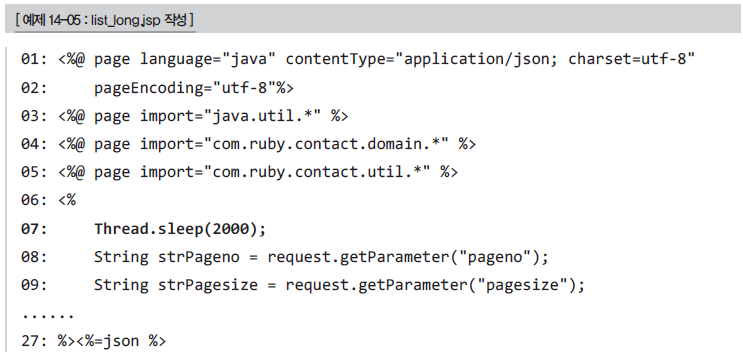 [ 예제 14-05 : list_long.jsp 작성 ]
01: <%@ page language="java" contentType="application/json; charset=utf-8"
02:     pageEncoding="utf-8"%>
03: <%@ page import="java.util.*" %>
04: <%@ page import="com.ruby.contact.domain.*" %>
05: <%@ page import="com.ruby.contact.util.*" %>
06: <%
07:     Thread.sleep(2000);
08:     String strPageno = request.getParameter("pageno");
09:     String strPagesize = request.getParameter("pagesize");
......
27: %><%=json %>